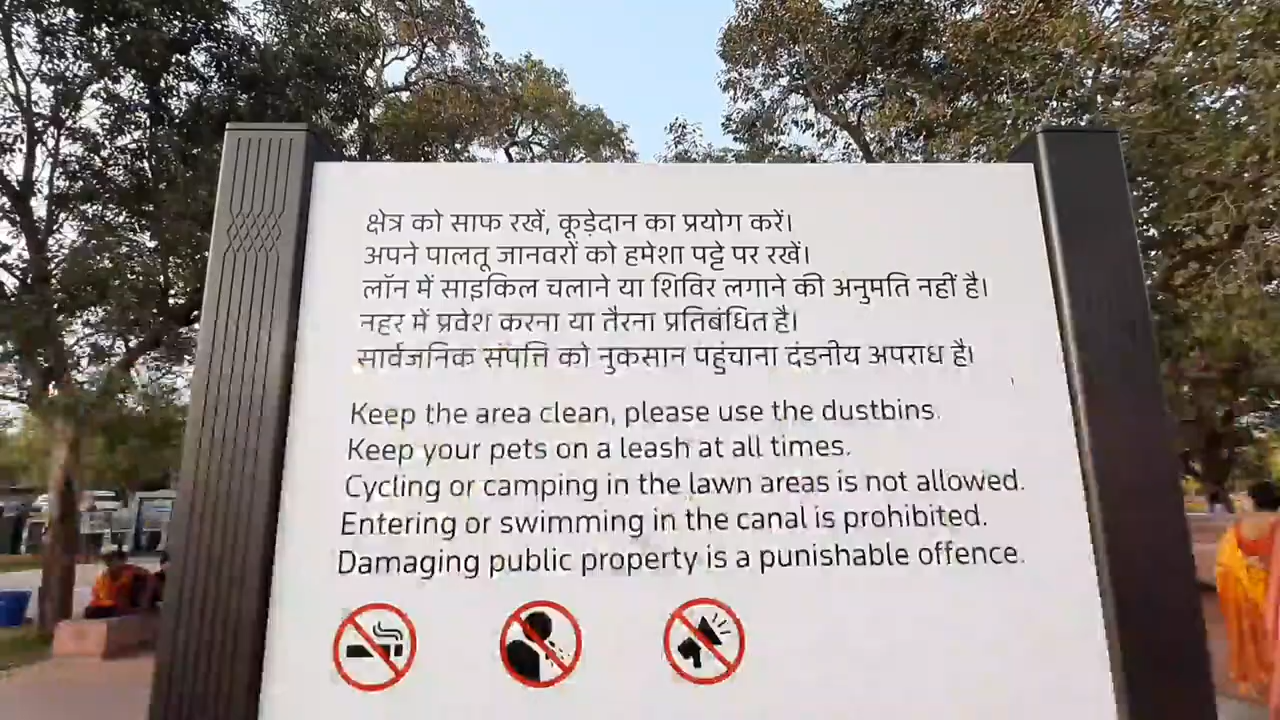 क्षेत्र को साफ रखें, कूड़ेदान का प्रयोग करें।
अपने पालतू जानवरों को हमेशा पट्टे पर रखें।
लॉन में साइकिल चलाने या शिविर लगाने की अनुमति नहीं है।
नहर में प्रवेश करना या तैरना प्रतिबंधित है।
सार्वजनिक संपत्ति को नुकसान पहुंचाना दंडनीय अपराध है।
Keep the area clean, please use the dustbins.
Keep your pets on a leash at all times.
Cycling or camping in the lawn areas is not allowed.
Entering or swimming in the canal is prohibited.
Damaging public property is a punishable offence.